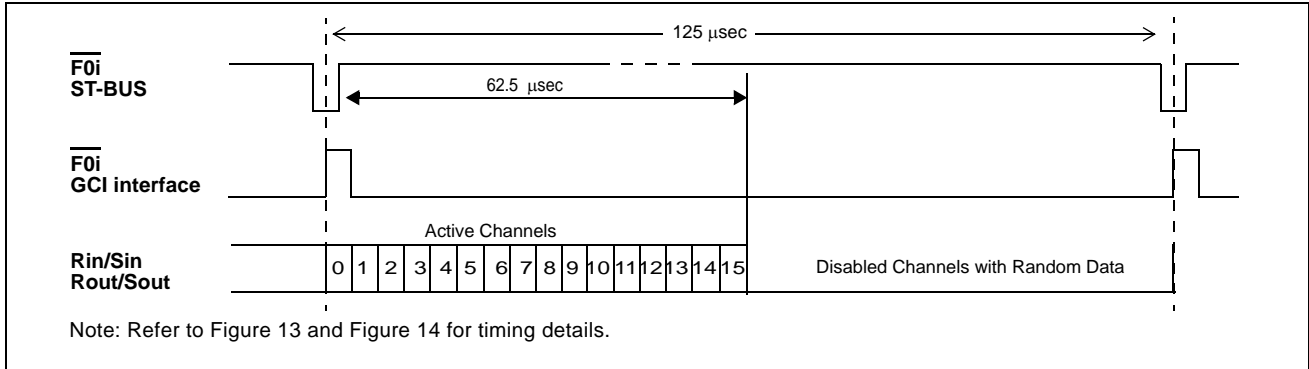 125 µsec
F0i
ST-BUS
62.5 µsec
F0i
GCI interface
Active Channels
Rin/Sin
Rout/Sout
0 1 2 3 4 5 6 7 8 9 10 11 12 13 14 15
Disabled Channels with Random Data
Note: Refer to Figure 13 and Figure 14 for timing details.